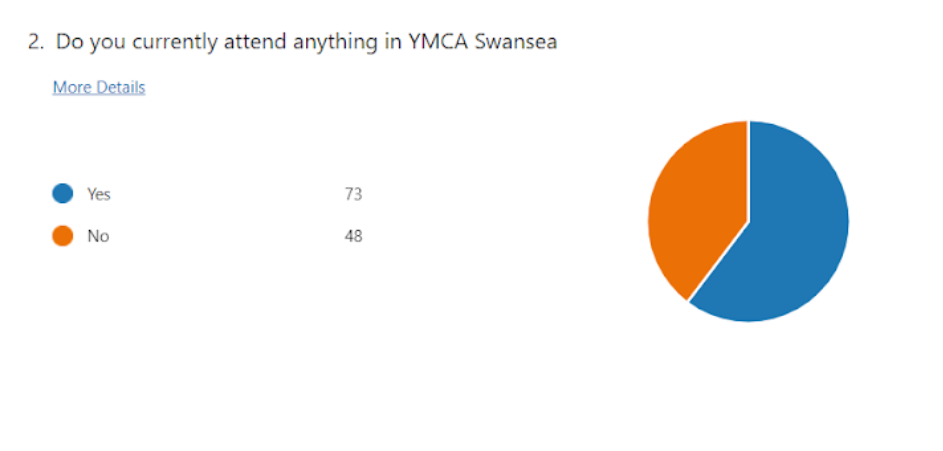 2. Do you currently attend anything in YMCA Swansea
More Details
Yes 73
No 48